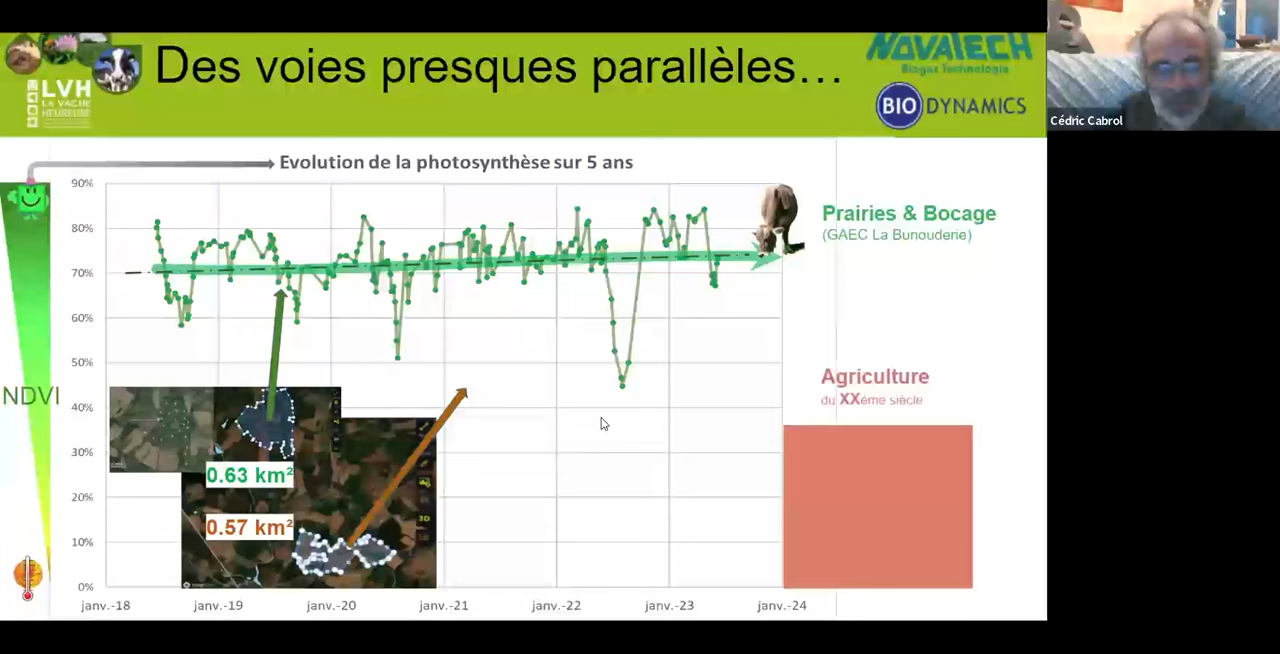 Des voies presques parallèles...
LVH
LA VACHE
HEUREUSE
NOVATECH
Biogaz Technologie
BIO DYNAMICS
Cédric Cabrol
Evolution de la photosynthèse sur 5 ans
90%
80%
70%
60%
50%
40%
30%
20%
10%
0%
NDVI
janv.-18
janv.-19
janv.-20
janv.-21
janv.-22
janv.-23
janv.-24
0.63 km²
0.57 km²
3D
Prairies & Bocage
(GAEC La Bunouderie)
Agriculture
du XXéme siècle